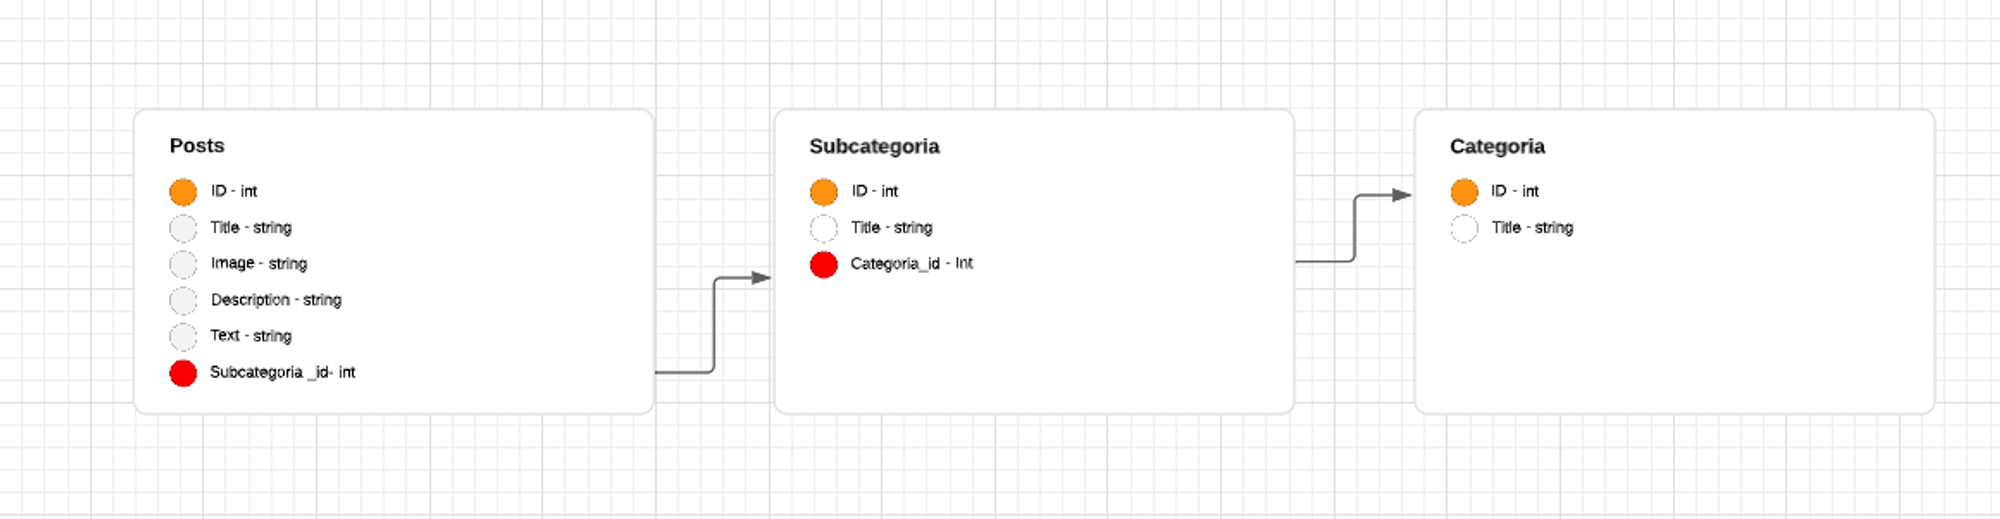 Posts
ID - int
Title - string
Image - string
Description - string
Text - string
Subcategoria _id- int
Subcategoria
ID - int
Title - string
Categoria_id - Int
Categoria
ID - int
Title - string